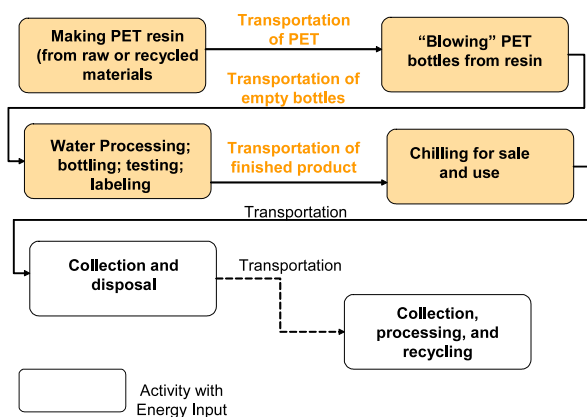 Making PET resin
(from raw or recycled
materials
Transportation
of PET
“Blowing” PET
bottles from resin
Transportation of
empty bottles
Water Processing;
bottling; testing;
labeling
Transportation of
finished product
Chilling for sale
and use
Transportation
Collection and
disposal
Transportation
Collection,
processing, and
recycling
Activity with
Energy Input